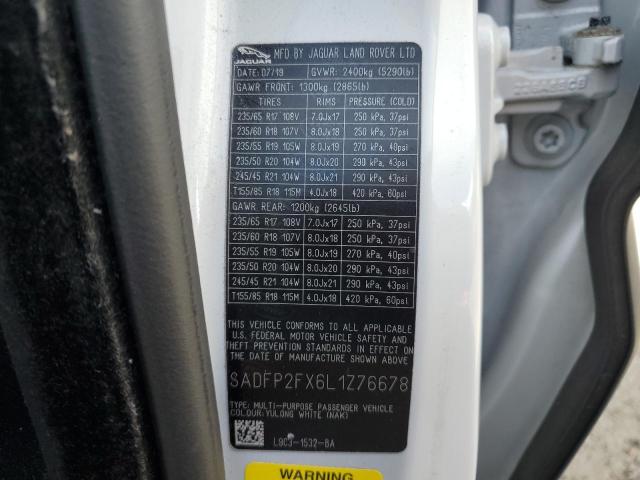 JAGUAR
MFD BY JAGUAR LAND ROVER LTD
DATE: 07/19 GVWR: 2400kg (5290lb)
GAWR FRONT: 1300kg (2865lb)
TIRES RIMS PRESSURE (COLD)
235/65 R17 108V 7.0Jx17 250 kPa, 37psi
235/60 R18 107V 8.0Jx18 250 kPa, 37psi
235/55 R19 105W 8.0Jx19 270 kPa, 40psi
235/50 R20 104W 8.0Jx20 290 kPa, 43psi
245/45 R21 104W 8.0Jx21 290 kPa, 43psi
T155/85 R18 115M 4.0Jx18 420 kPa, 60psi
GAWR REAR: 1200kg (2645lb)
235/65 R17 108V 7.0Jx17 250 kPa, 37psi
235/60 R18 107V 8.0Jx18 250 kPa, 37psi
235/55 R19 105W 8.0Jx19 270 kPa, 40psi
235/50 R20 104W 8.0Jx20 290 kPa, 43psi
245/45 R21 104W 8.0Jx21 290 kPa, 43psi
T155/85 R18 115M 4.0Jx18 420 kPa, 60psi
THIS VEHICLE CONFORMS TO ALL APPLICABLE
U.S. FEDERAL MOTOR VEHICLE SAFETY AND THEFT
PREVENTION STANDARDS IN EFFECT ON THE
DATE OF MANUFACTURE SHOWN ABOVE
SADFP2FX6L1Z76678
TYPE: MULTI-PURPOSE PASSENGER VEHICLE
COLOUR: YULONG WHITE (NAK)
L9C3-1532-BA
WARNING